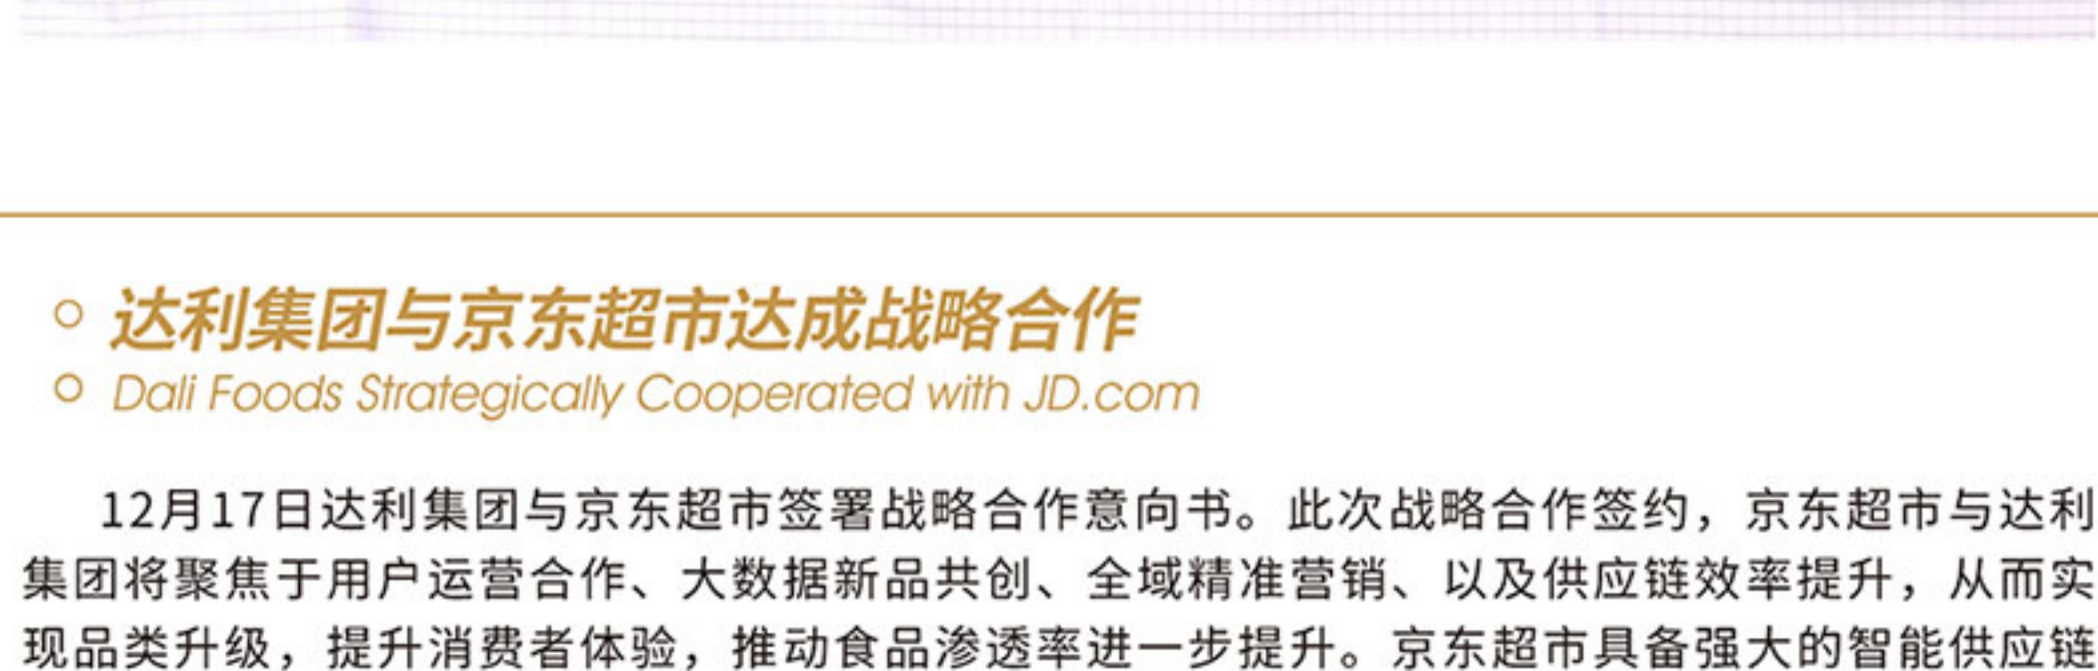 达利集团与京东超市达成战略合作
Dali Foods Strategically Cooperated with JD.com
12月17日达利集团与京东超市签署战略合作意向书。此次战略合作签约，京东超市与达利
集团将聚焦于用户运营合作、大数据新品共创、全域精准营销、以及供应链效率提升，从而实
现品类升级，提升消费者体验，推动食品渗透率进一步提升。京东超市具备强大的智能供应链